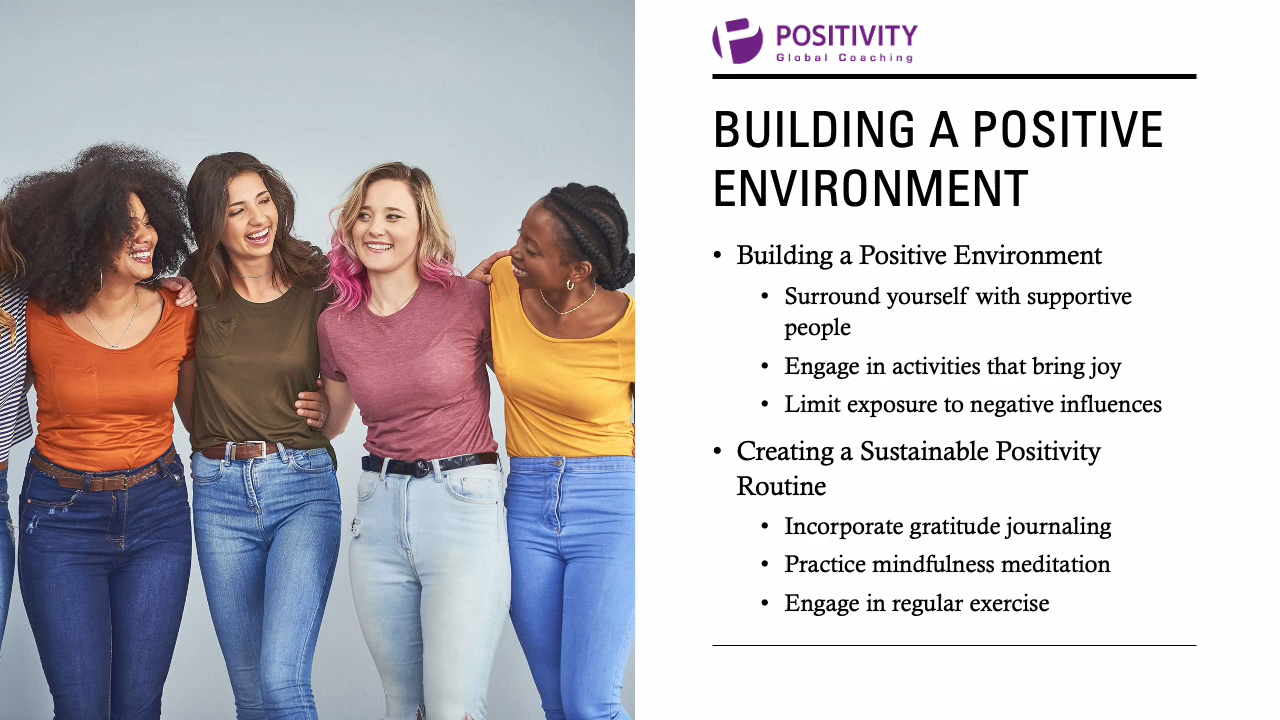 POSITIVITY
Global Coaching
BUILDING A POSITIVE
ENVIRONMENT
• Building a Positive Environment
• Surround yourself with supportive
people
• Engage in activities that bring joy
• Limit exposure to negative influences
• Creating a Sustainable Positivity
Routine
• Incorporate gratitude journaling
• Practice mindfulness meditation
• Engage in regular exercise